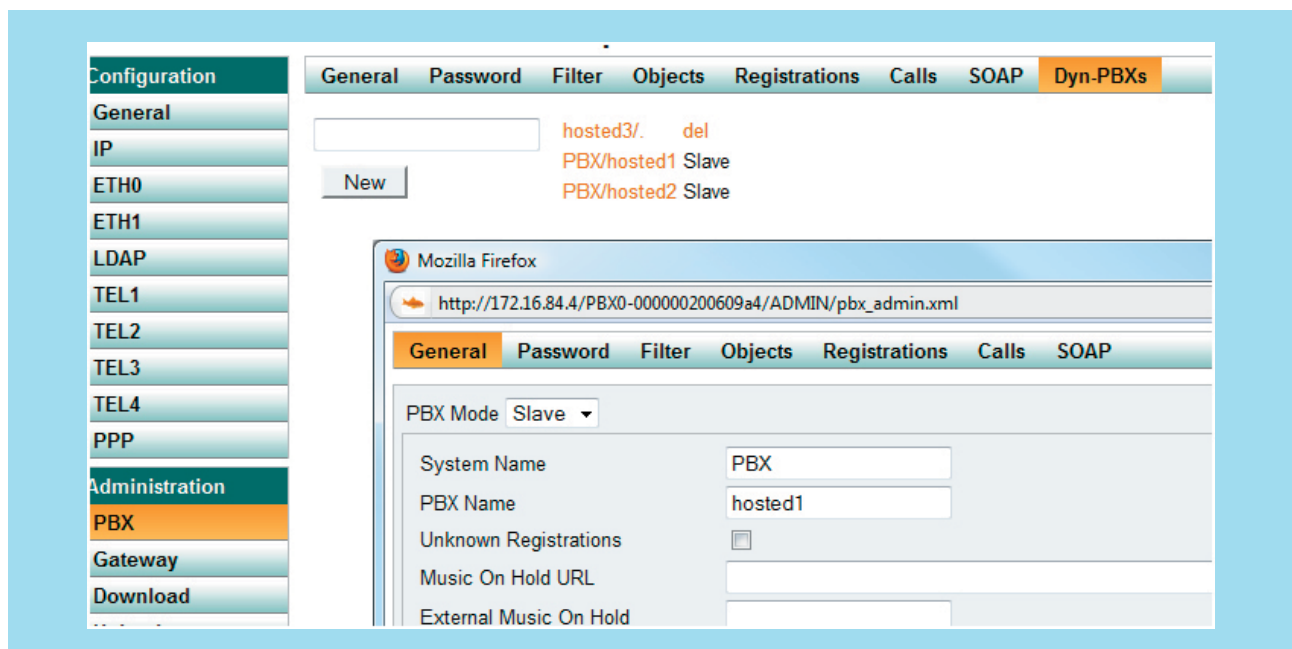 Configuration
General
IP
ETH0
ETH1
LDAP
TEL1
TEL2
TEL3
TEL4
PPP
Administration
PBX
Gateway
Download
General Password Filter Objects Registrations Calls SOAP Dyn-PBXs
hosted3/. del
PBX/hosted1 Slave
New
PBX/hosted2 Slave
Mozilla Firefox
http://172.16.84.4/PBX0-000000200609a4/ADMIN/pbx_admin.xml
General Password Filter Objects Registrations Calls SOAP
PBX Mode Slave
System Name PBX
PBX Name hosted1
Unknown Registrations
Music On Hold URL
External Music On Hold